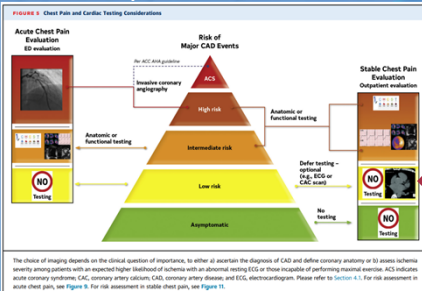 FIGURE 5 Chest Pain and Cardiac Testing Considerations
Acute Chest Pain
Evaluation
ED evaluation
Risk of
Major CAD Events
Per ACC AHA guideline
Invasive coronary
angiography
ACS
High risk
Anatomic or
functional testing
Stable Chest Pain
Evaluation
Outpatient evaluation
Anatomic or
functional testing
Intermediate risk
Defer testing –
optional
(e.g., ECG or
CAC scan)
NO
Testing
Low risk
NO
Testing
No
testing
Asymptomatic
NO
Testing
The choice of imaging depends on the clinical question of importance, to either a) ascertain the diagnosis of CAD and define coronary anatomy or b) assess ischemia
severity among patients with an expected higher likelihood of ischemia with an abnormal resting ECG or those incapable of performing maximal exercise. ACS indicates
acute coronary syndrome; CAC, coronary artery calcium; CAD, coronary artery disease; and ECG, electrocardiogram. Please refer to Section 4.1. For risk assessment in
acute chest pain, see Figure 9. For risk assessment in stable chest pain, see Figure 11.